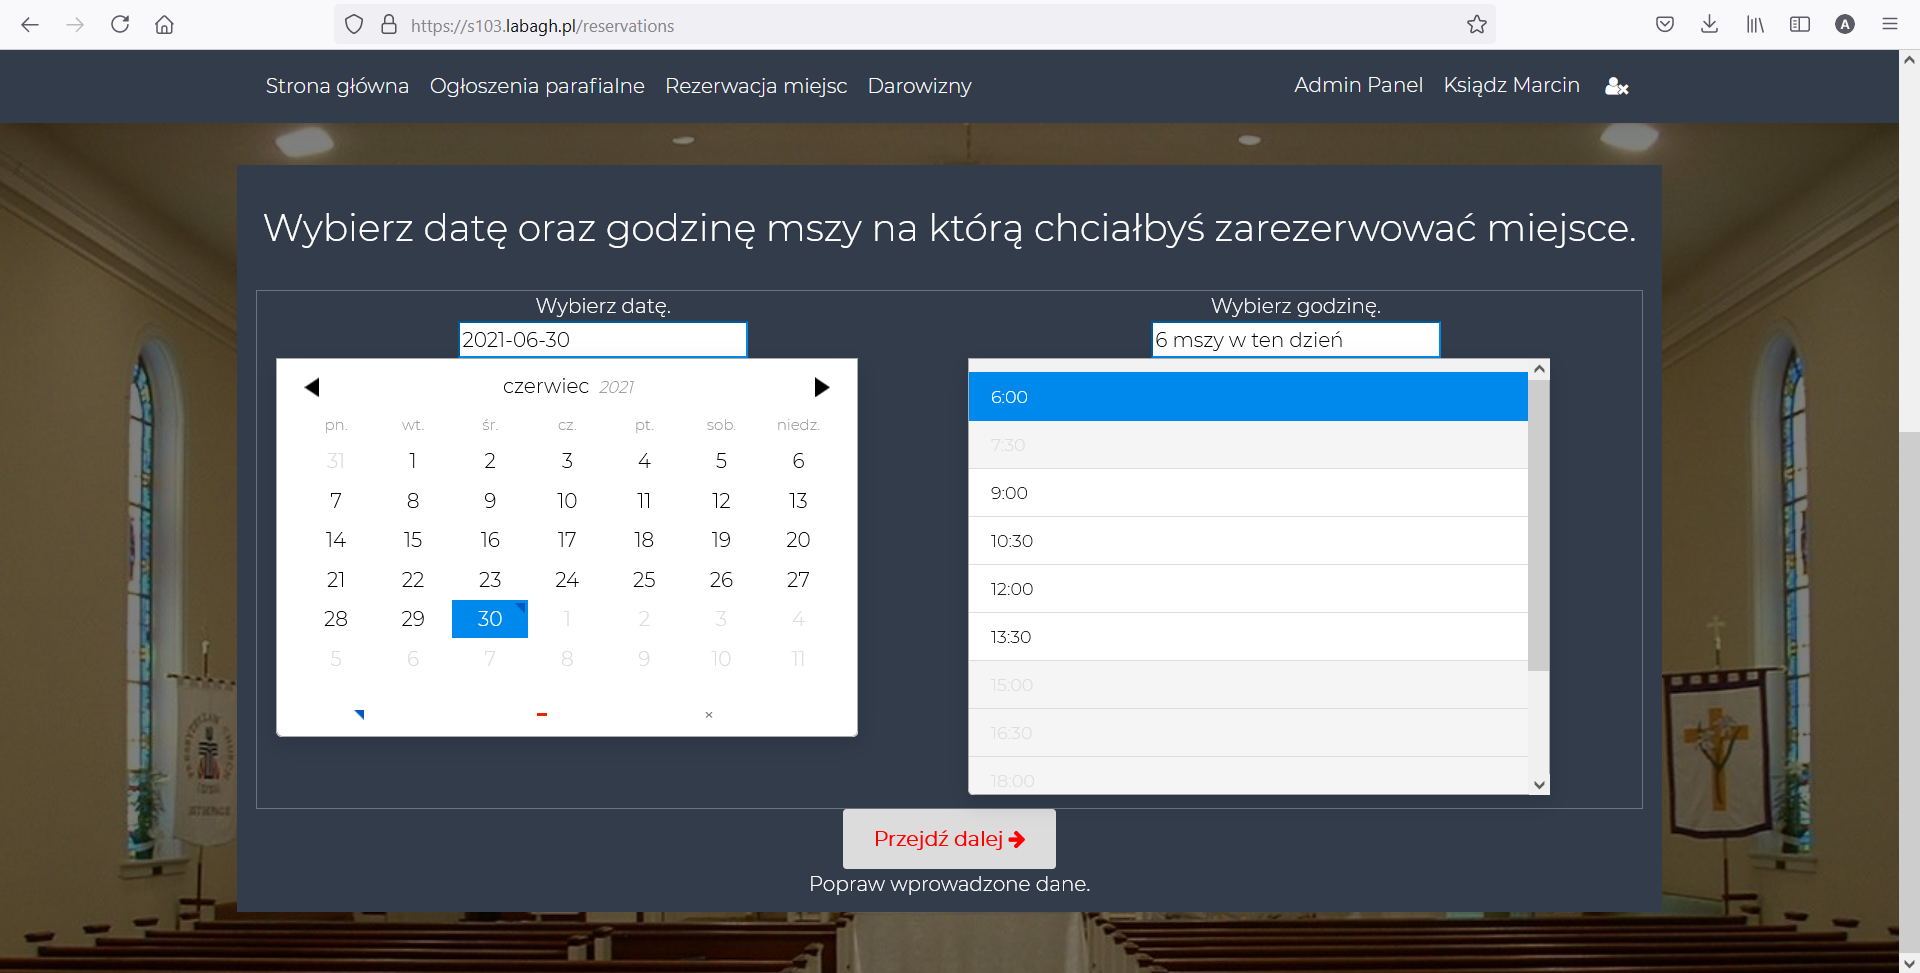 https://s103.labagh.pl/reservations
A
Strona główna Ogłoszenia parafialne Rezerwacja miejsc Darowizny Admin Panel Ksiądz Marcin
Wybierz datę oraz godzinę mszy na którą chciałbyś zarezerwować miejsce.
Wybierz datę.
2021-06-30
czerwiec 2021
pn. wt. śr. cz. pt. sob. niedz.
31 1 2 3 4 5 6
7 8 9 10 11 12 13
14 15 16 17 18 19 20
21 22 23 24 25 26 27
28 29 30 1 2 3 4
5 6 7 8 9 10 11
Wybierz godzinę.
6 mszy w ten dzień
6:00
7:30
9:00
10:30
12:00
13:30
15:00
16:30
18:00
Przejdź dalej
Popraw wprowadzone dane.